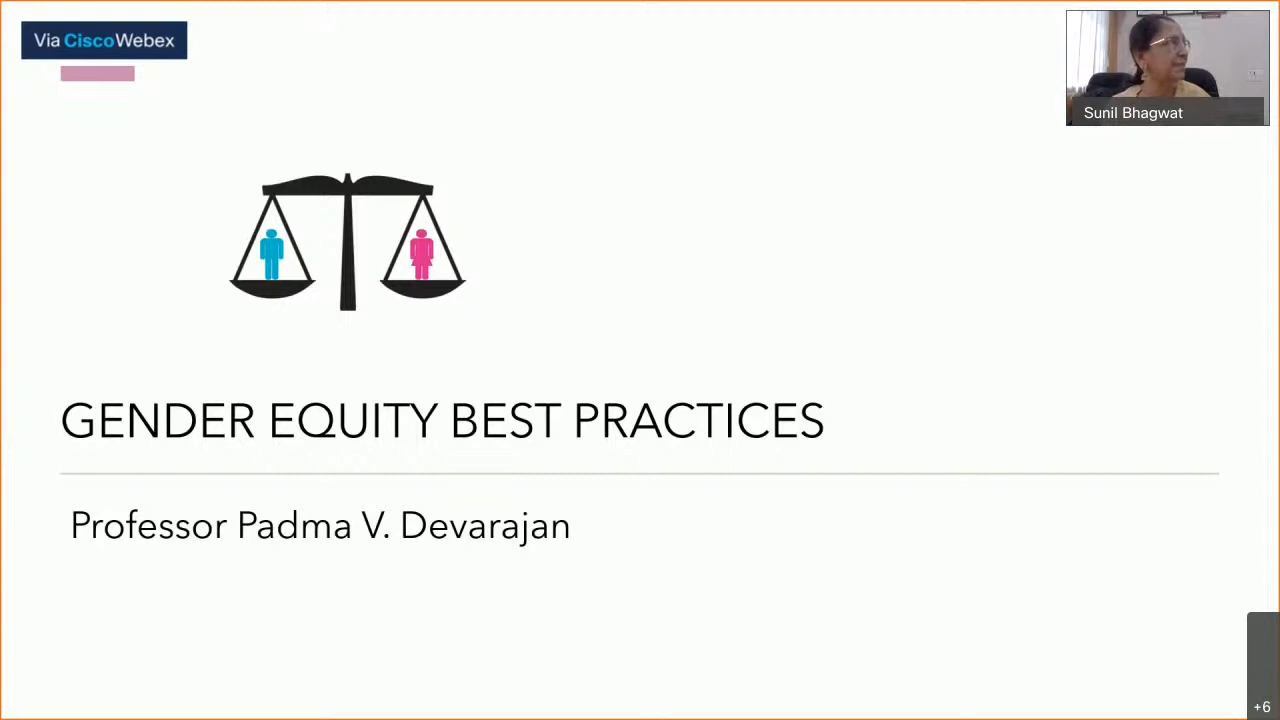 Via CiscoWebex
Sunil Bhagwat
GENDER EQUITY BEST PRACTICES
Professor Padma V. Devarajan
+6